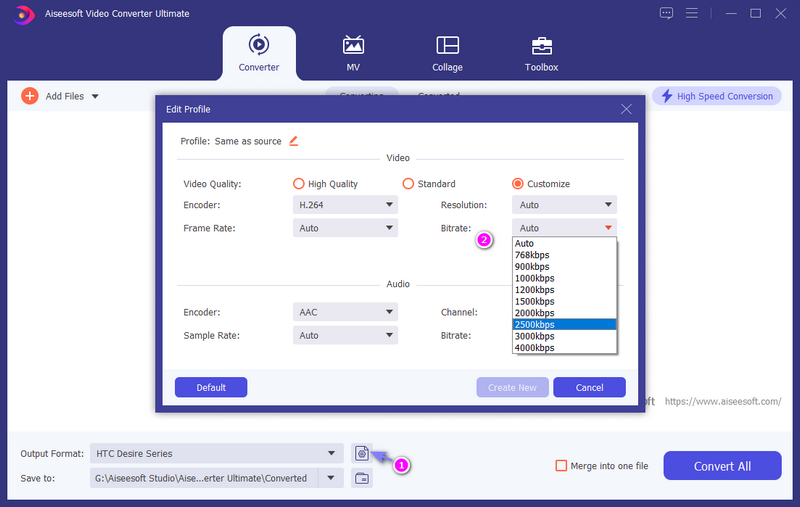 Aiseesoft Video Converter Ultimate
Converter
MV
Collage
Toolbox
Add Files
Converting
Converted
High Speed Conversion
Edit Profile
Profile: Same as source
Video
Video Quality:
High Quality
Standard
Customize
Encoder:
H.264
Resolution:
Auto
Frame Rate:
Auto
2
Bitrate:
Auto
Auto
768kbps
900kbps
1000kbps
1200kbps
1500kbps
2000kbps
2500kbps
3000kbps
4000kbps
Audio
Encoder:
AAC
Channel:
Sample Rate:
Auto
Bitrate:
Default
Create New
Cancel
https://www.aiseesoft.com/
Output Format:
HTC Desire Series
1
Merge into one file
Convert All
Save to:
G:\Aiseesoft Studio\Aise...erter Ultimate\Converted